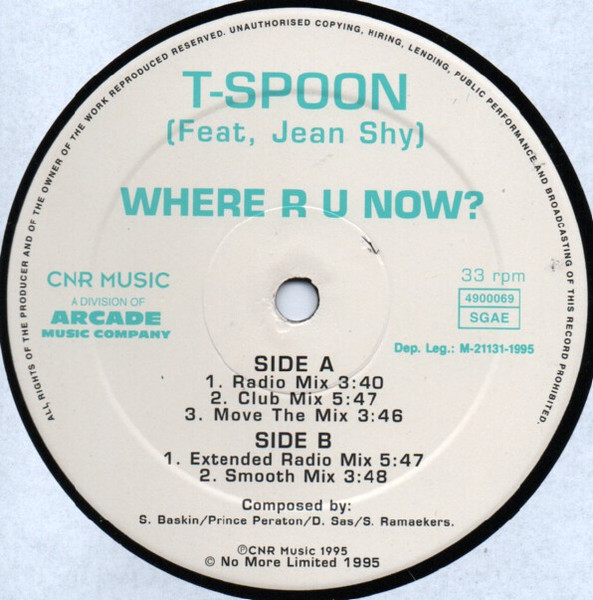 ALL RIGHTS OF THE PRODUCER AND OF THE OWNER OF THE WORK REPRODUCED RESERVED. UNAUTHORISED COPYING, HIRING, LENDING, PUBLIC PERFORMANCE AND BROADCASTING OF THIS RECORD PROHIBITED.
T-SPOON
(Feat, Jean Shy)
WHERE R U NOW?
CNR MUSIC
A DIVISION OF
ARCADE
MUSIC COMPANY
33 rpm
4900069
SGAE
Dep. Leg.: M-21131-1995
SIDE A
1. Radio Mix 3:40
2. Club Mix 5:47
3. Move The Mix 3:46
SIDE B
1. Extended Radio Mix 5:47
2. Smooth Mix 3:48
Composed by:
S. Baskin/Prince Peraton/D. Sas/S. Ramaekers.
℗CNR Music 1995
© No More Limited 1995